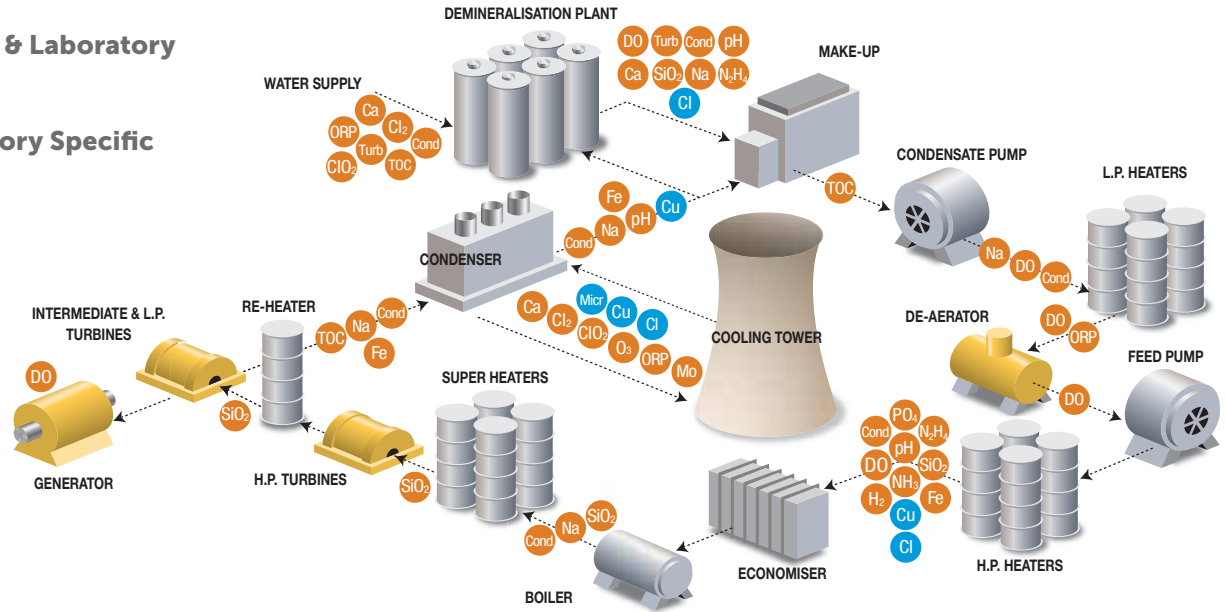 & Laboratory
ory Specific
DEMINERALISATION PLANT
WATER SUPPLY
Ca
ORP
Cl₂
Cond
Turb
ClO₂
TOC
DO Turb Cond pH
Ca SiO₂ Na N₂H₄
Cl
MAKE-UP
TOC
CONDENSATE PUMP
L.P. HEATERS
Na
DO
Cond
Fe
Cu
pH
Na
Cond
CONDENSER
INTERMEDIATE & L.P.
TURBINES
RE-HEATER
TOC
Na
Cond
Fe
Ca
Cl₂
ClO₂
O₃
ORP
Mo
Micr
Cu
Cl
COOLING TOWER
DE-AERATOR
DO
ORP
FEED PUMP
DO
DO
GENERATOR
SiO₂
H.P. TURBINES
SUPER HEATERS
SiO₂
Cond
Na
SiO₂
BOILER
ECONOMISER
PO₄
Cond
N₂H₄
pH
DO
SiO₂
NH₃
H₂
Fe
Cu
Cl
H.P. HEATERS